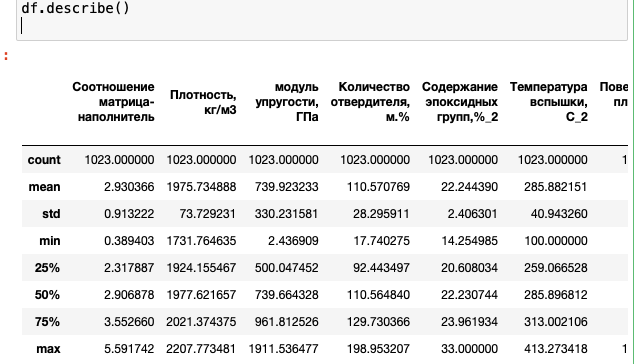 df.describe()
:
Соотношение матрица-наполнитель Плотность, кг/м3 модуль упругости, ГПа Количество отвердителя, м.% Содержание эпоксидных групп,%_2 Температура вспышки, С_2 Пове пл
count 1023.000000 1023.000000 1023.000000 1023.000000 1023.000000 1023.000000 1
mean 2.930366 1975.734888 739.923233 110.570769 22.244390 285.882151
std 0.913222 73.729231 330.231581 28.295911 2.406301 40.943260
min 0.389403 1731.764635 2.436909 17.740275 14.254985 100.000000
25% 2.317887 1924.155467 500.047452 92.443497 20.608034 259.066528
50% 2.906878 1977.621657 739.664328 110.564840 22.230744 285.896812
75% 3.552660 2021.374375 961.812526 129.730366 23.961934 313.002106
max 5.591742 2207.773481 1911.536477 198.953207 33.000000 413.273418 1